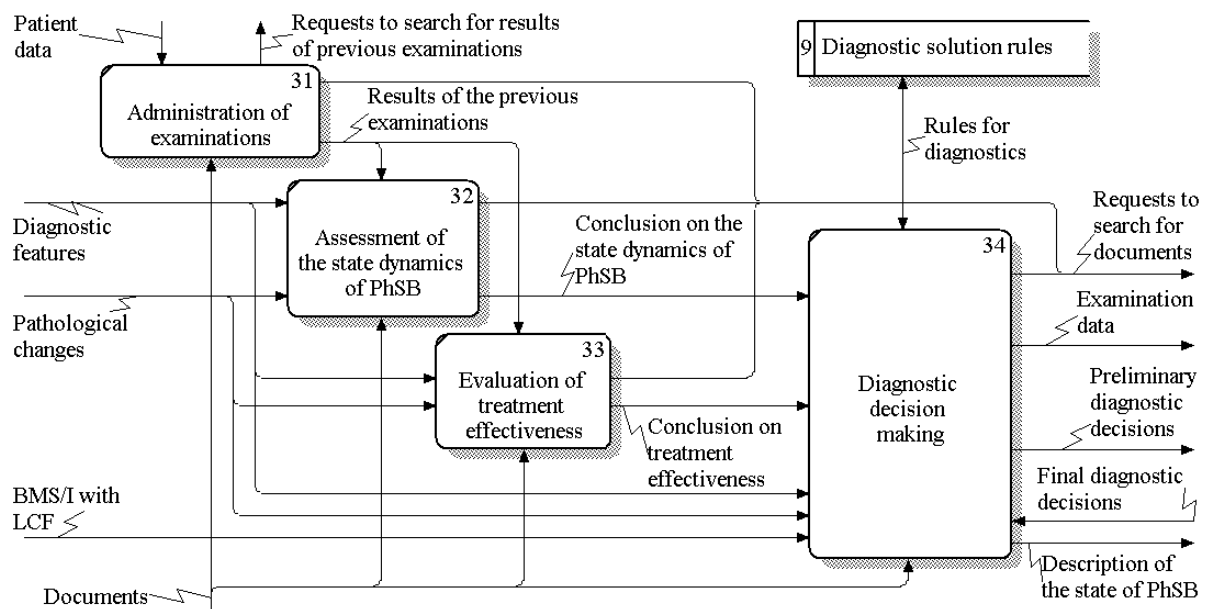 Patient
data
Requests to search for results
of previous examinations
9
Diagnostic solution rules
31
Administration of
examinations
Results of the previous
examinations
Rules for
diagnostics
32
Assessment of
the state dynamics
of PhSB
Diagnostic
features
Conclusion on the
state dynamics of
PhSB
Requests to
search for
documents
34
Diagnostic
decision
making
Pathological
changes
Examination
data
33
Evaluation of
treatment
effectiveness
Preliminary
diagnostic
decisions
Conclusion on
treatment
effectiveness
BMS/I with
LCF
Final diagnostic
decisions
Documents
Description of
the state of PhSB